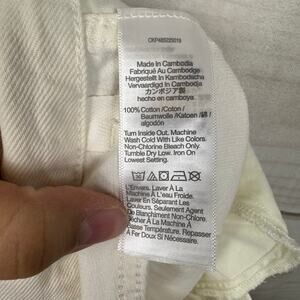 CKP485225019
Made In Cambodia
Fabriqué Au Cambodge
Hergestellt In Kambodscha
Vervaardigd In Cambodja
カンボジア製
hecho en camboya
100% Cotton /Coton /
Baumwolle /Katoen /綿 /
algodón
Turn Inside Out, Machine
Wash Cold With Like Colors.
Non-Chlorine Bleach Only.
Tumble Dry Low. Iron On
Lowest Setting.
L'Envers. Laver À La
Machine À L'eau Froide.
Laver En Séparant Les
Couleurs. Seulement Agent
De Blanchiment Non-Chlore.
Sécher À La Machine À
Basse Température. Repasser
À Fer Doux Si Nécessaire.